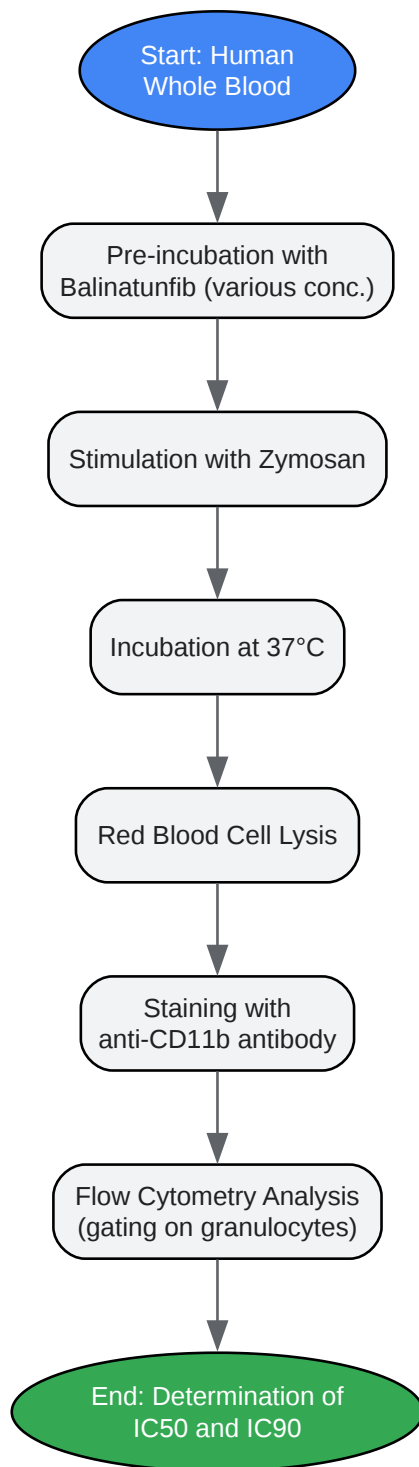 Start: Human
Whole Blood
Pre-incubation with
Balinatunfib (various conc.)
Stimulation with Zymosan
Incubation at 37°C
Red Blood Cell Lysis
Staining with
anti-CD11b antibody
Flow Cytometry Analysis
(gating on granulocytes)
End: Determination of
IC50 and IC90